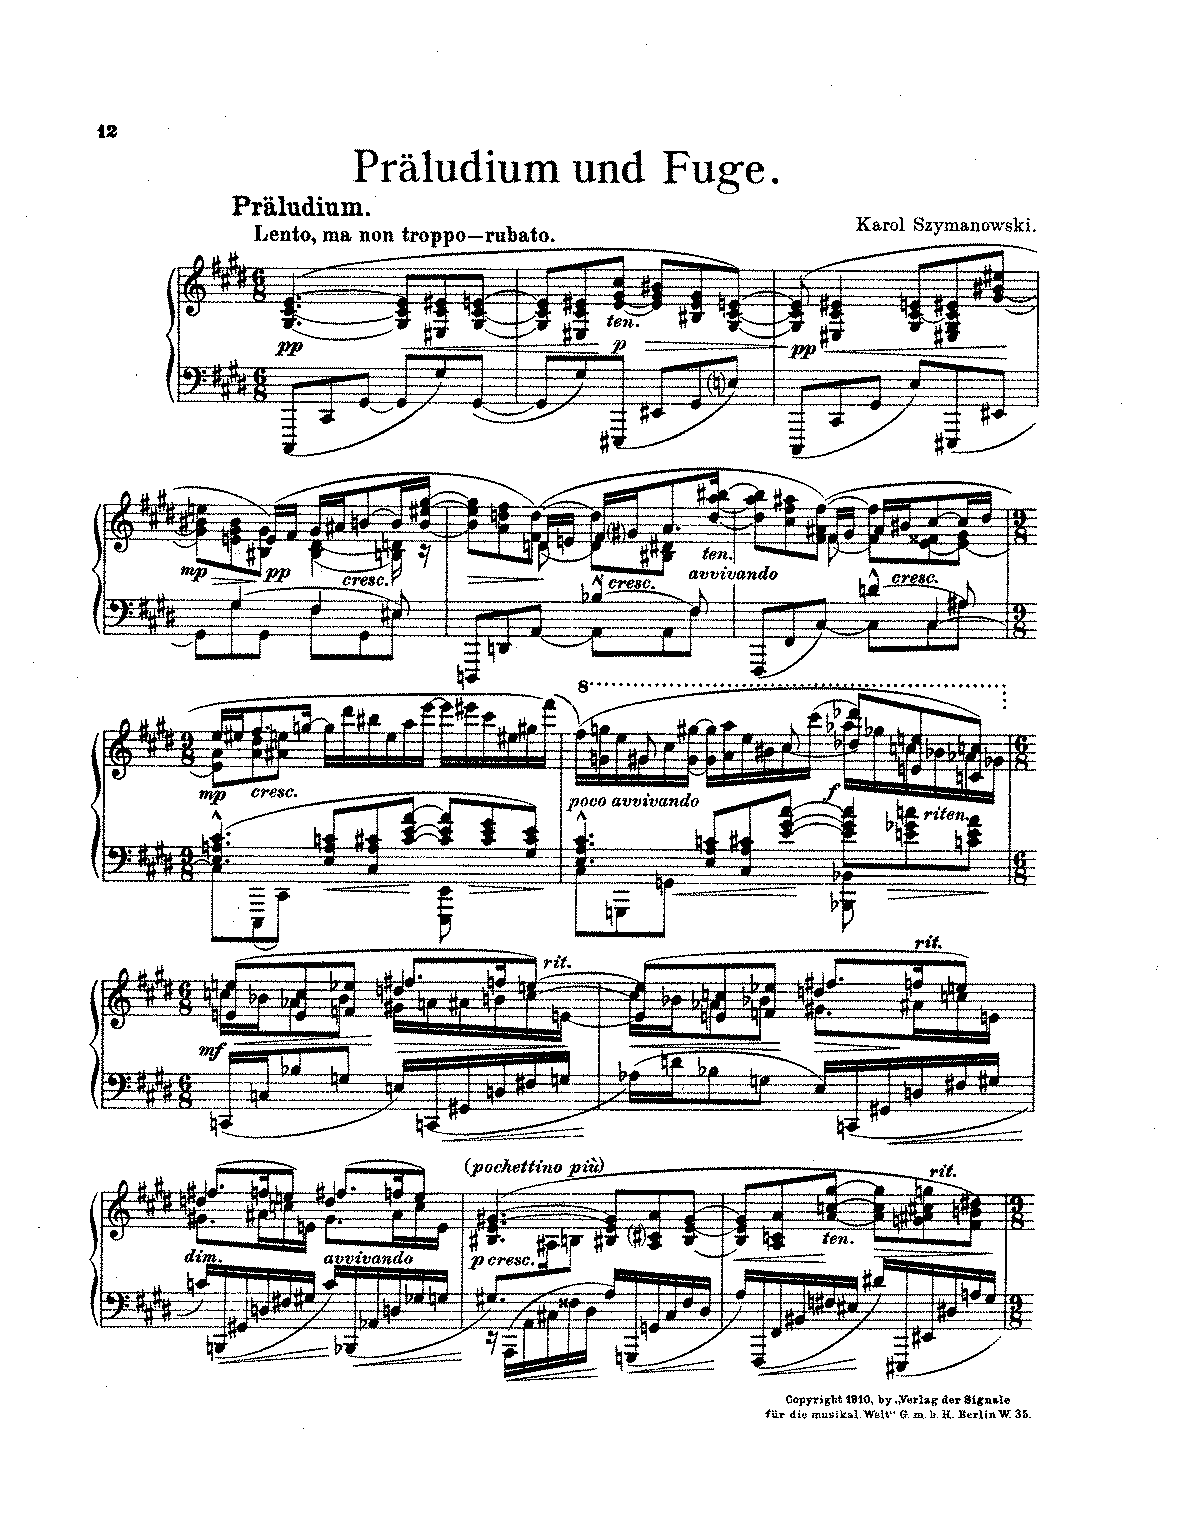 12
Präludium und Fuge.
Präludium.
Lento, ma non troppo—rubato.
Karol Szymanowski.
ten.
pp p pp
mp pp cresc. cresc. ten. avvivando cresc.
8
mp cresc. poco avvivando f riten.
rit. rit.
mf
(pochettino più) rit.
dim. avvivando p cresc. ten.
Copyright 1910, by „Verlag der Signale
für die musikal. Welt“ G. m. b. H. Berlin W. 35.